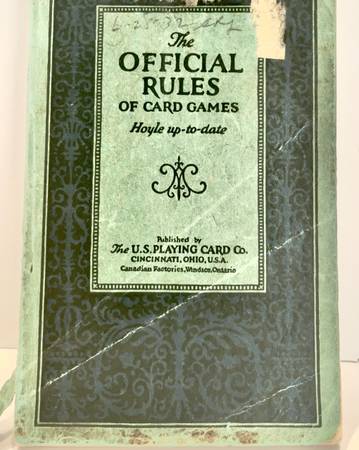 The
OFFICIAL
RULES
OF CARD GAMES
Hoyle up-to-date
Published by
The U.S. PLAYING CARD Co.
CINCINNATI, OHIO, U.S.A.
Canadian Factories, Windsor, Ontario